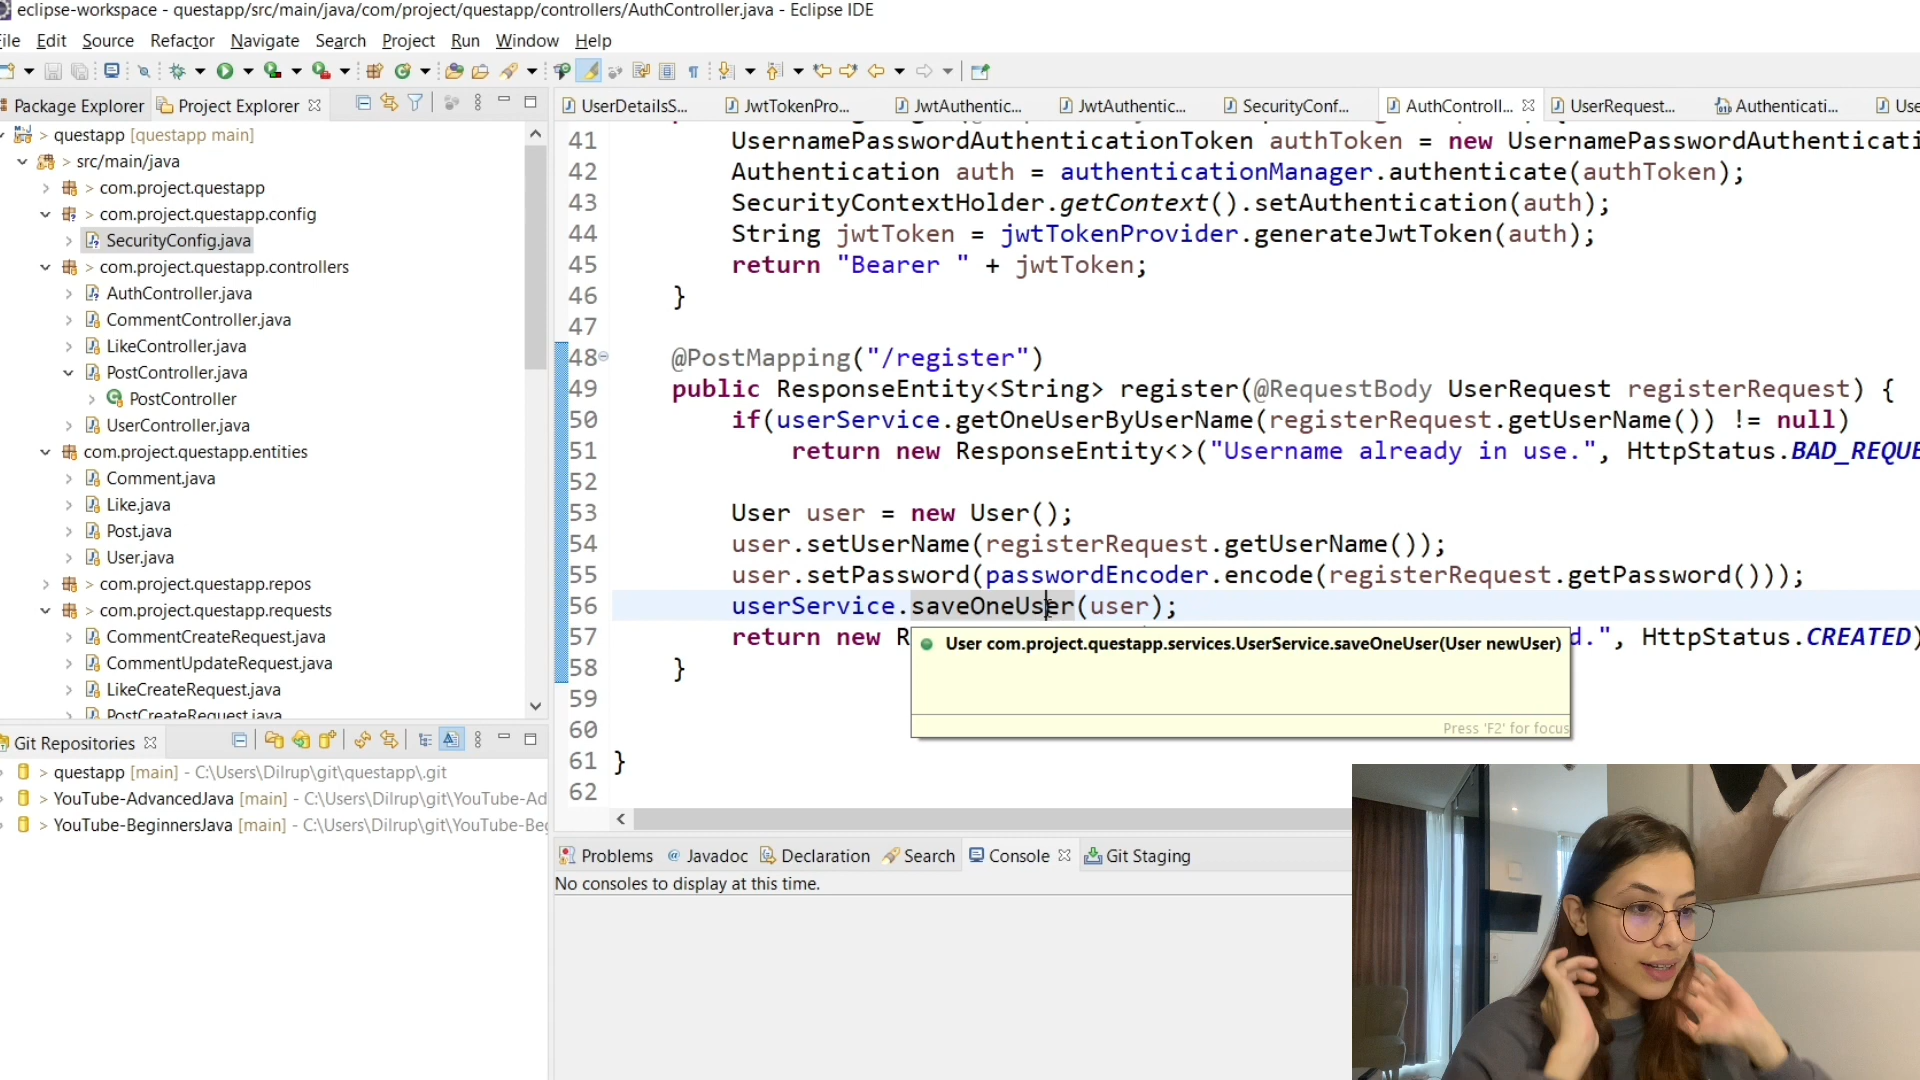 eclipse-workspace - questapp/src/main/java/com/project/questapp/controllers/AuthController.java - Eclipse IDE
File Edit Source Refactor Navigate Search Project Run Window Help
Package Explorer Project Explorer
UserDetailsS... JwtTokenPro... JwtAuthentic... JwtAuthentic... SecurityConf... AuthControll... UserRequest... Authenticati... Use
questapp [questapp main]
src/main/java
com.project.questapp
com.project.questapp.config
SecurityConfig.java
com.project.questapp.controllers
AuthController.java
CommentController.java
LikeController.java
PostController.java
PostController
UserController.java
com.project.questapp.entities
Comment.java
Like.java
Post.java
User.java
com.project.questapp.repos
com.project.questapp.requests
CommentCreateRequest.java
CommentUpdateRequest.java
LikeCreateRequest.java
PostCreateRequest.java
41 UsernamePasswordAuthenticationToken authToken = new UsernamePasswordAuthenticati
42 Authentication auth = authenticationManager.authenticate(authToken);
43 SecurityContextHolder.getContext().setAuthentication(auth);
44 String jwtToken = jwtTokenProvider.generateJwtToken(auth);
45 return "Bearer " + jwtToken;
46 }
47
48 @PostMapping("/register")
49 public ResponseEntity<String> register(@RequestBody UserRequest registerRequest) {
50 if(userService.getOneUserByUserName(registerRequest.getUserName()) != null)
51 return new ResponseEntity<>("Username already in use.", HttpStatus.BAD_REQUE
52
53 User user = new User();
54 user.setUserName(registerRequest.getUserName());
55 user.setPassword(passwordEncoder.encode(registerRequest.getPassword()));
56 userService.saveOneUser(user);
57 return new R d.", HttpStatus.CREATED)
58 }
59
60
61 }
62
User com.project.questapp.services.UserService.saveOneUser(User newUser)
Press 'F2' for focus
Git Repositories
questapp [main] - C:\Users\Dilrup\git\questapp\.git
YouTube-AdvancedJava [main] - C:\Users\Dilrup\git\YouTube-Ad
YouTube-BeginnersJava [main] - C:\Users\Dilrup\git\YouTube-Be
Problems Javadoc Declaration Search Console Git Staging
No consoles to display at this time.